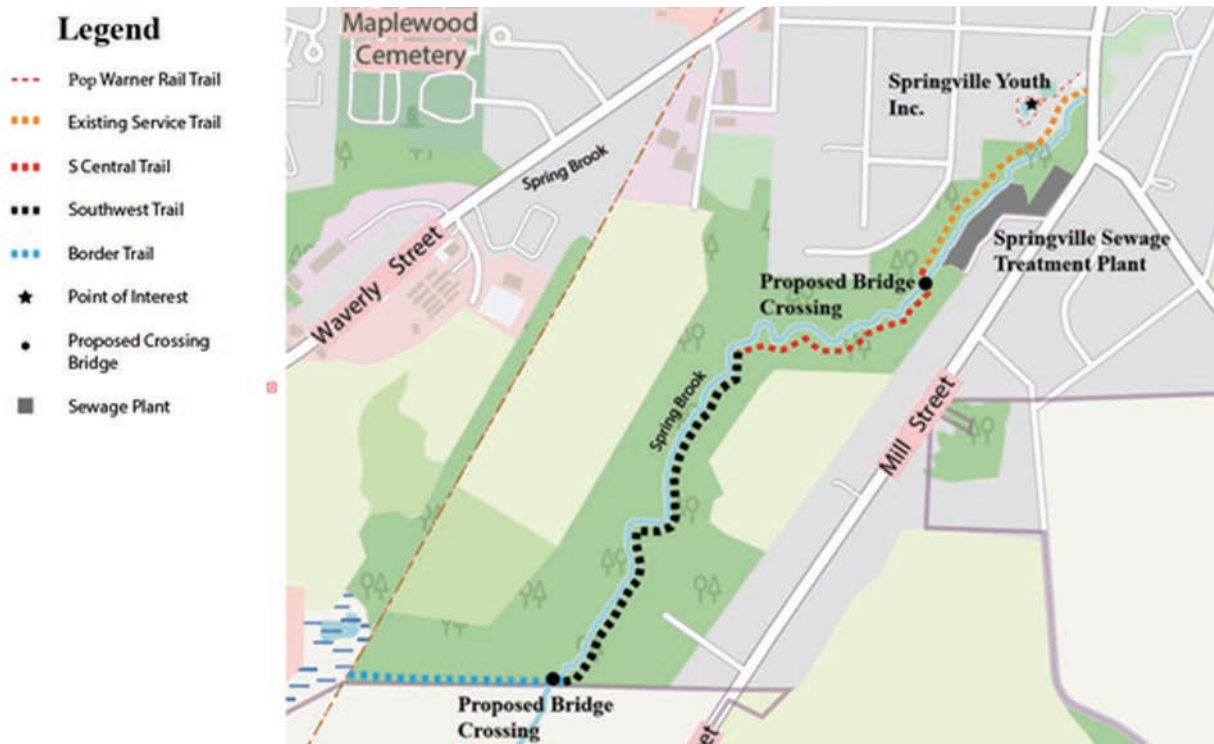 Legend
Pop Warner Rail Trail
Existing Service Trail
S Central Trail
Southwest Trail
Border Trail
Point of Interest
Proposed Crossing
Bridge
Sewage Plant
Maplewood
Cemetery
Spring Brook
Waverly Street
Springville Youth
Inc.
Springville Sewage
Treatment Plant
Proposed Bridge
Crossing
Spring Brook
Mill Street
Proposed Bridge
Crossing
et